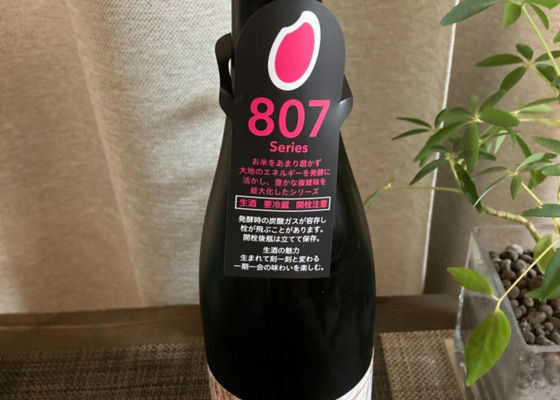 807
Series
お米をあまり磨かず
大地のエネルギーを発酵に
活かし、豊かな複雑味を
最大化したシリーズ
生酒 要冷蔵 開栓注意
発酵時の炭酸ガスが容存し
栓が飛ぶことがあります。
開栓後瓶は立てて保存。
生酒の魅力
生まれて刻一刻と変わる
一期一会の味わいを楽しむ。